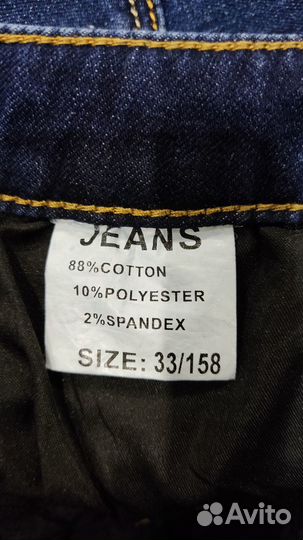 JEANS
88%COTTON
10%POLYESTER
2%SPANDEX
SIZE: 33/158
Avito